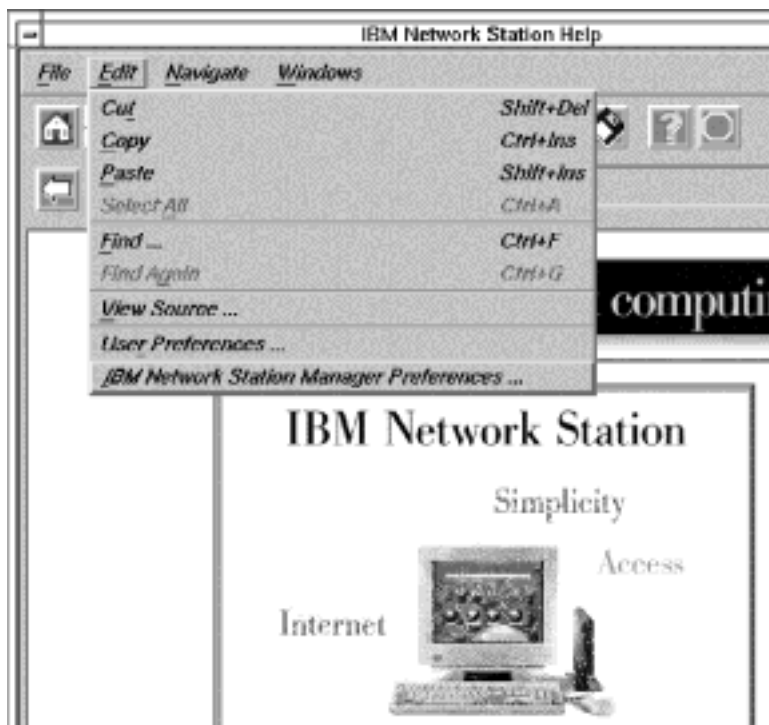 IBM Network Station Help
File Edit Navigate Windows
Cut Shift+Del
Copy Ctrl+Ins
Paste Shift+Ins
Select All Ctrl+A
Find ... Ctrl+F
Find Again Ctrl+G
View Source ...
User Preferences ...
IBM Network Station Manager Preferences ...
computi
IBM Network Station
Simplicity
Access
Internet